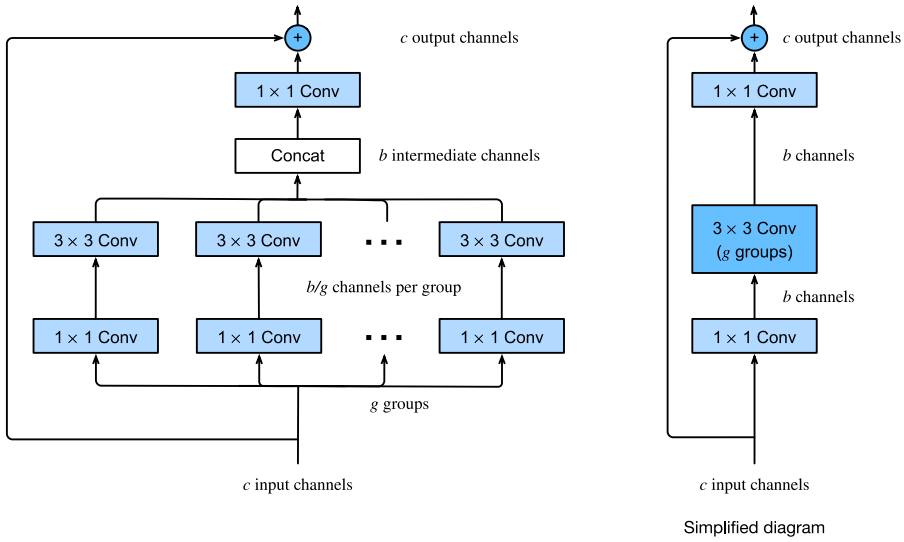 +
c output channels
1 × 1 Conv
Concat
b intermediate channels
3 × 3 Conv
3 × 3 Conv
3 × 3 Conv
b/g channels per group
1 × 1 Conv
1 × 1 Conv
1 × 1 Conv
g groups
c input channels
+
c output channels
1 × 1 Conv
b channels
3 × 3 Conv
(g groups)
b channels
1 × 1 Conv
c input channels
Simplified diagram